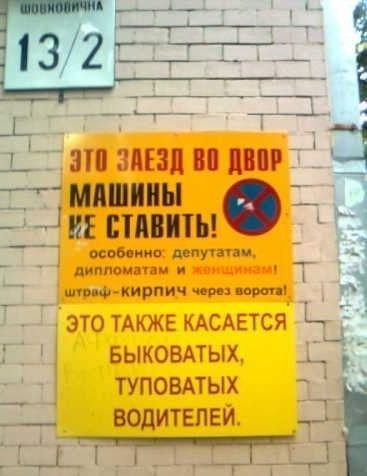 ШОВКОВИЧНА
13/2
ЭТО ЗАЕЗД ВО ДВОР
МАШИНЫ
НЕ СТАВИТЬ!
особенно: депутатам,
дипломатам и женщинам!
штраф-кирпич через ворота!
ЭТО ТАКЖЕ КАСАЕТСЯ
БЫКОВАТЫХ,
ТУПОВАТЫХ
ВОДИТЕЛЕЙ.